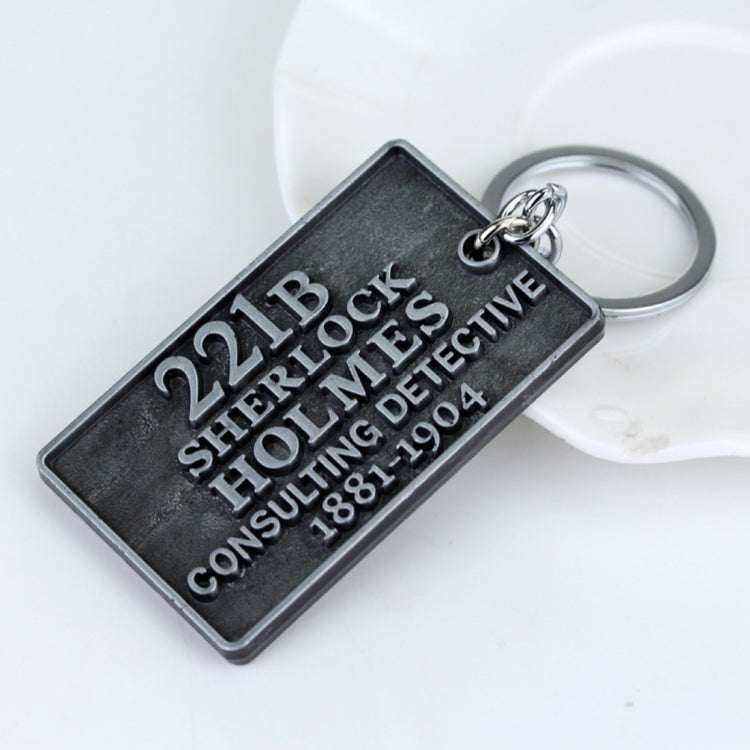 221B
SHERLOCK
HOLMES
CONSULTING DETECTIVE
1881-1904